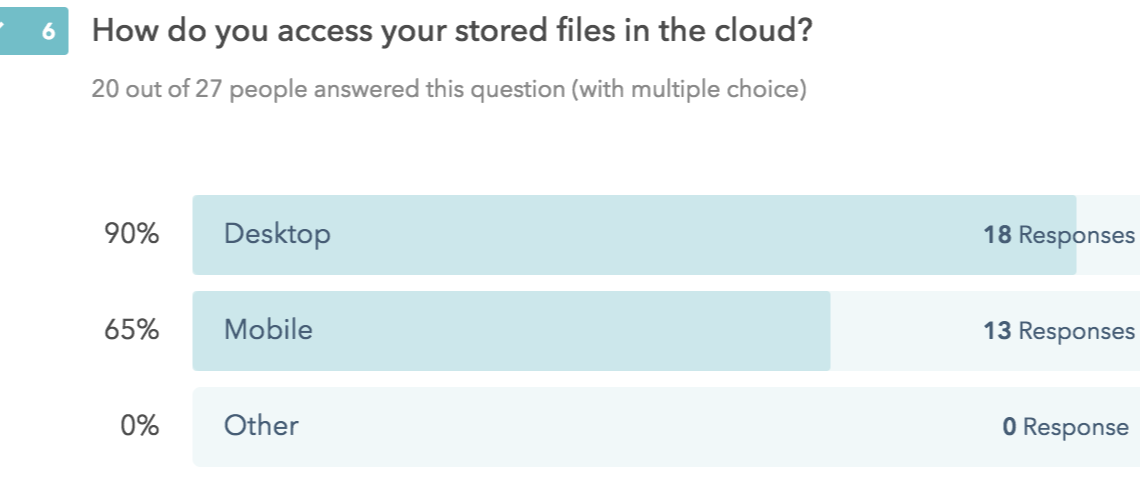 6 How do you access your stored files in the cloud?
20 out of 27 people answered this question (with multiple choice)
90% Desktop 18 Responses
65% Mobile 13 Responses
0% Other 0 Response